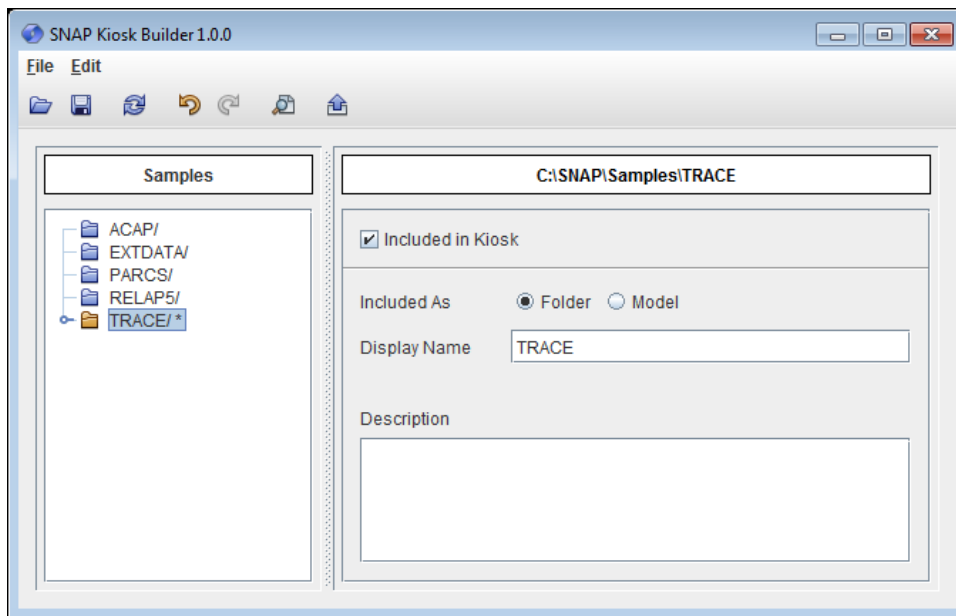 SNAP Kiosk Builder 1.0.0
File Edit
Samples
ACAP/
EXTDATA/
PARCS/
RELAP5/
TRACE/ *
C:\SNAP\Samples\TRACE
Included in Kiosk
Included As Folder Model
Display Name TRACE
Description